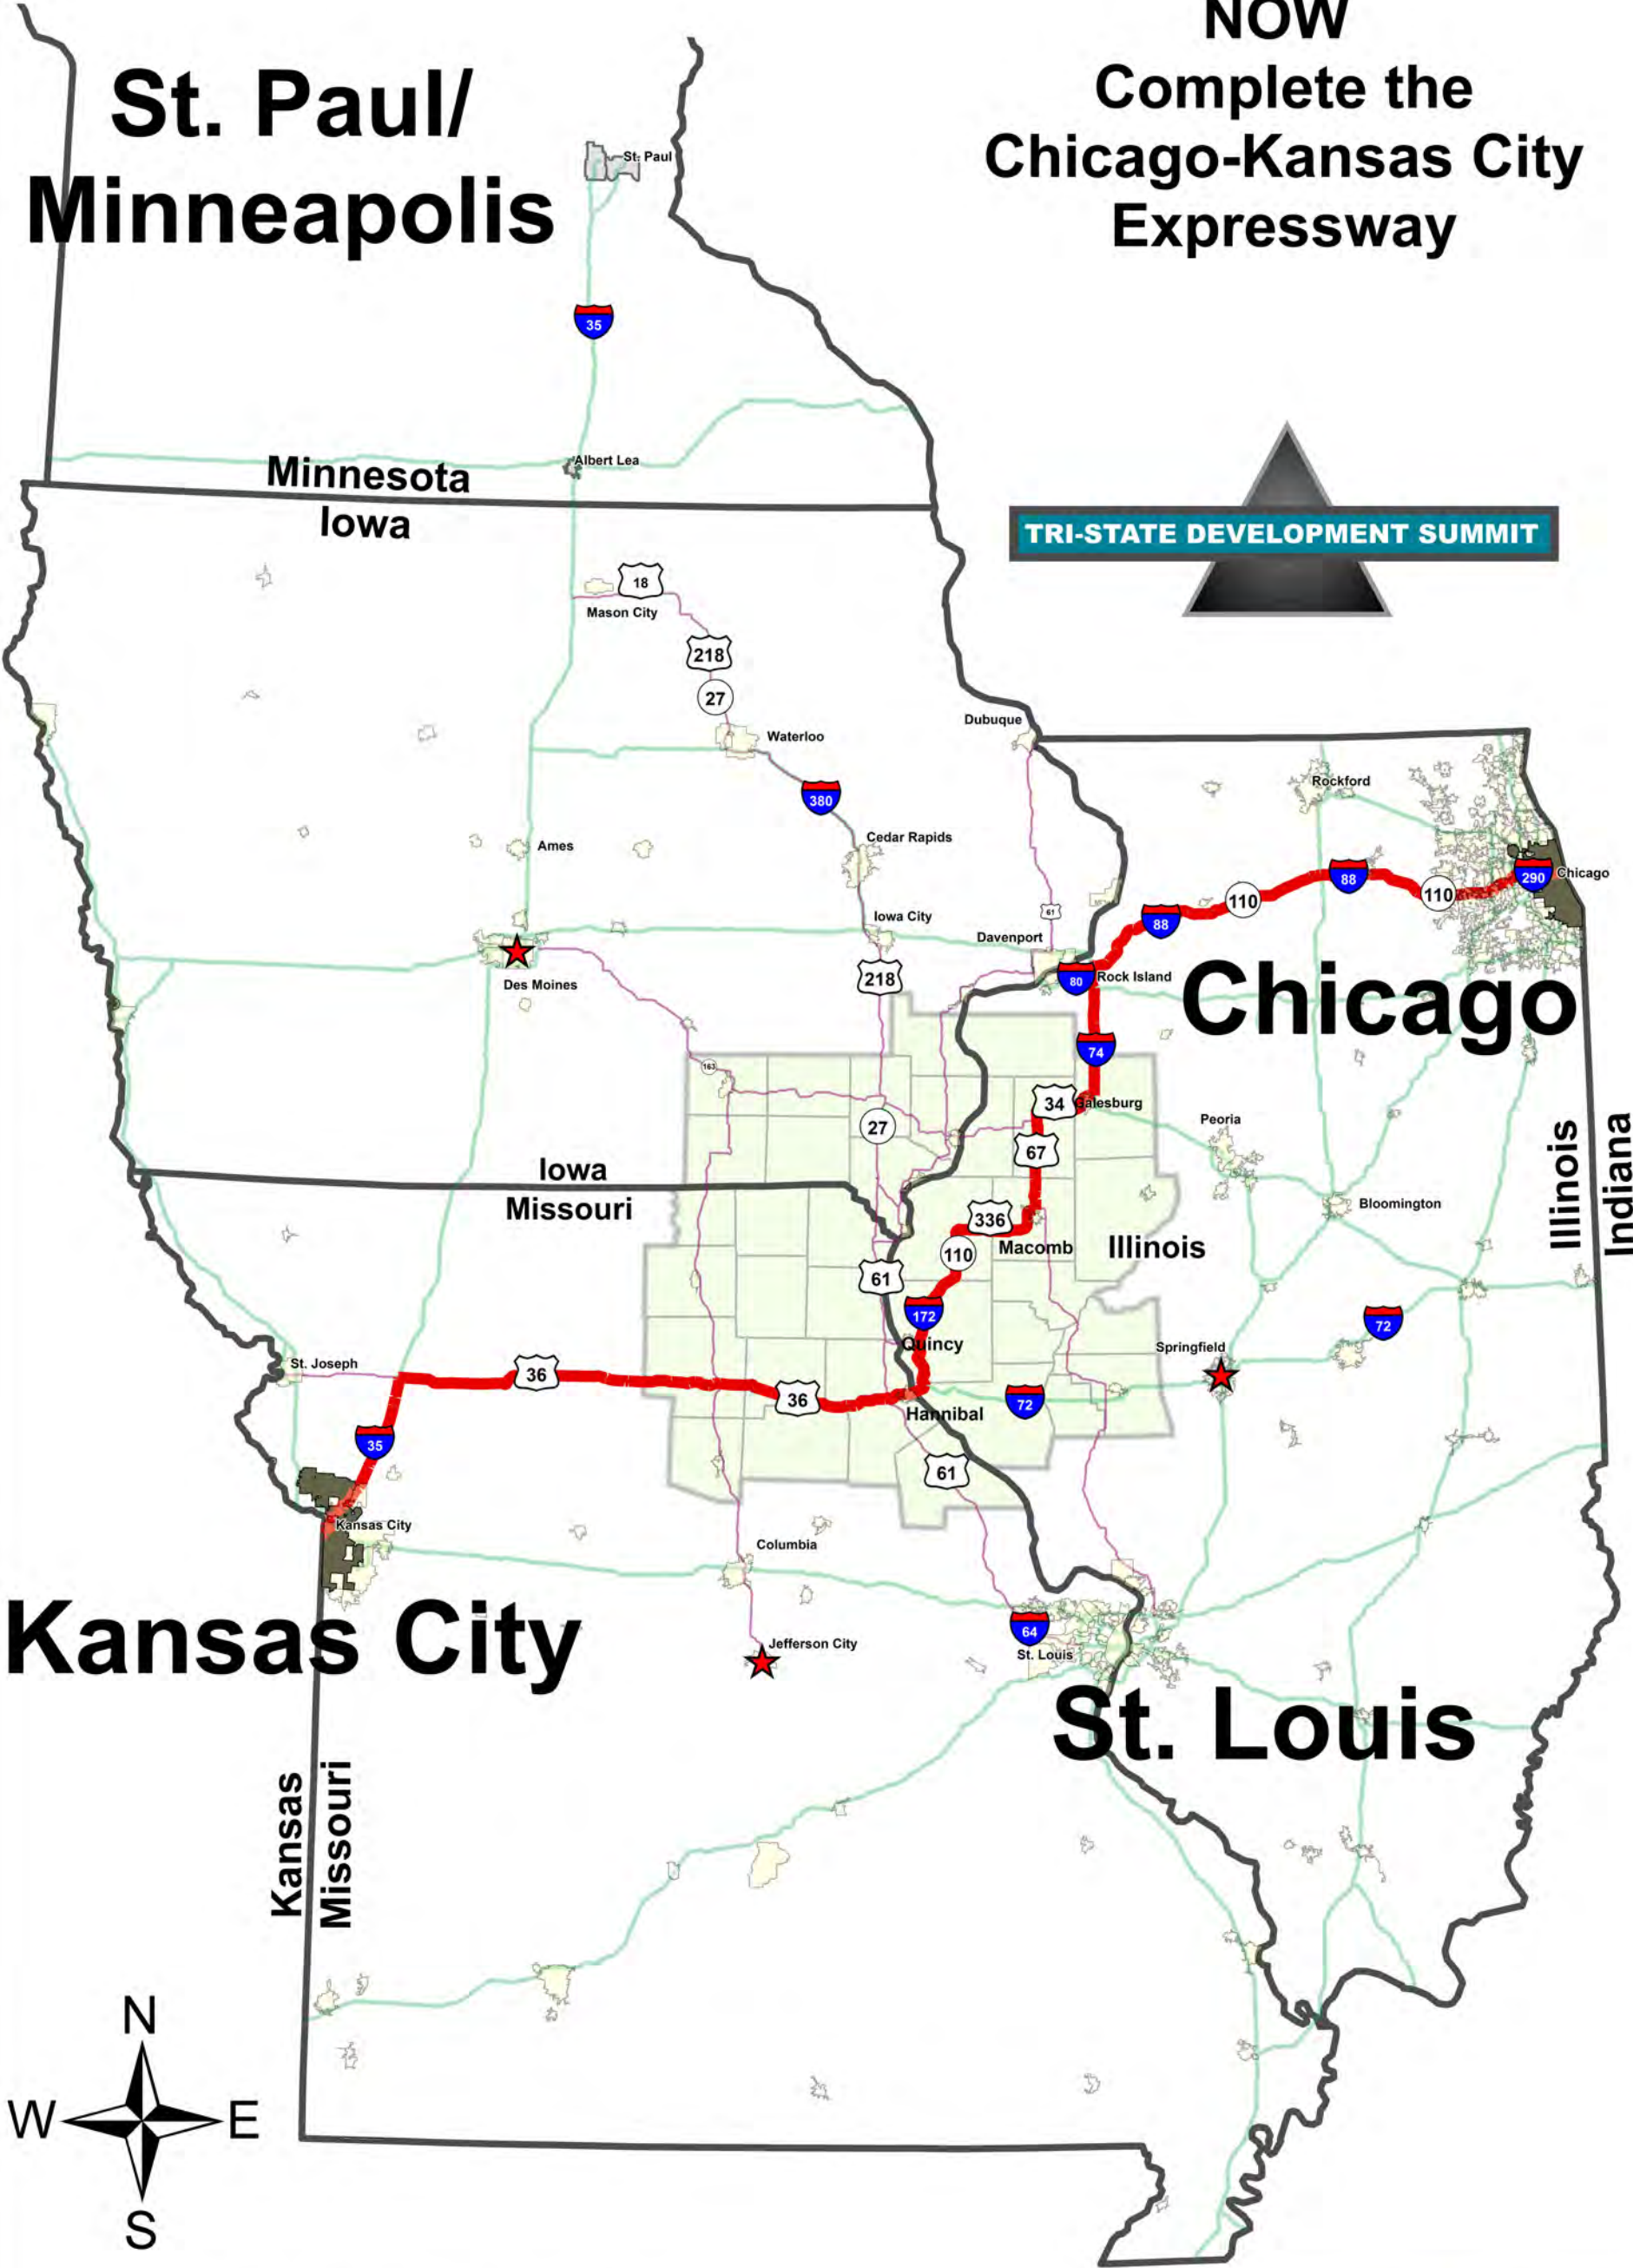 NOW
Complete the
Chicago-Kansas City
Expressway
St. Paul/
Minneapolis
St. Paul
35
Albert Lea
Minnesota
Iowa
TRI-STATE DEVELOPMENT SUMMIT
18
Mason City
218
27
Dubuque
Waterloo
Rockford
380
Cedar Rapids
Ames
88
290
Chicago
110
110
61
Iowa City
88
Davenport
218
80
Rock Island
Des Moines
Chicago
74
163
34
Galesburg
Peoria
27
67
Illinois
Indiana
Iowa
Missouri
Bloomington
336
Macomb
Illinois
110
61
172
72
Quincy
Springfield
St. Joseph
36
36
72
Hannibal
35
61
Kansas City
Columbia
Kansas City
64
Jefferson City
St. Louis
St. Louis
Kansas
Missouri
N
W
E
S